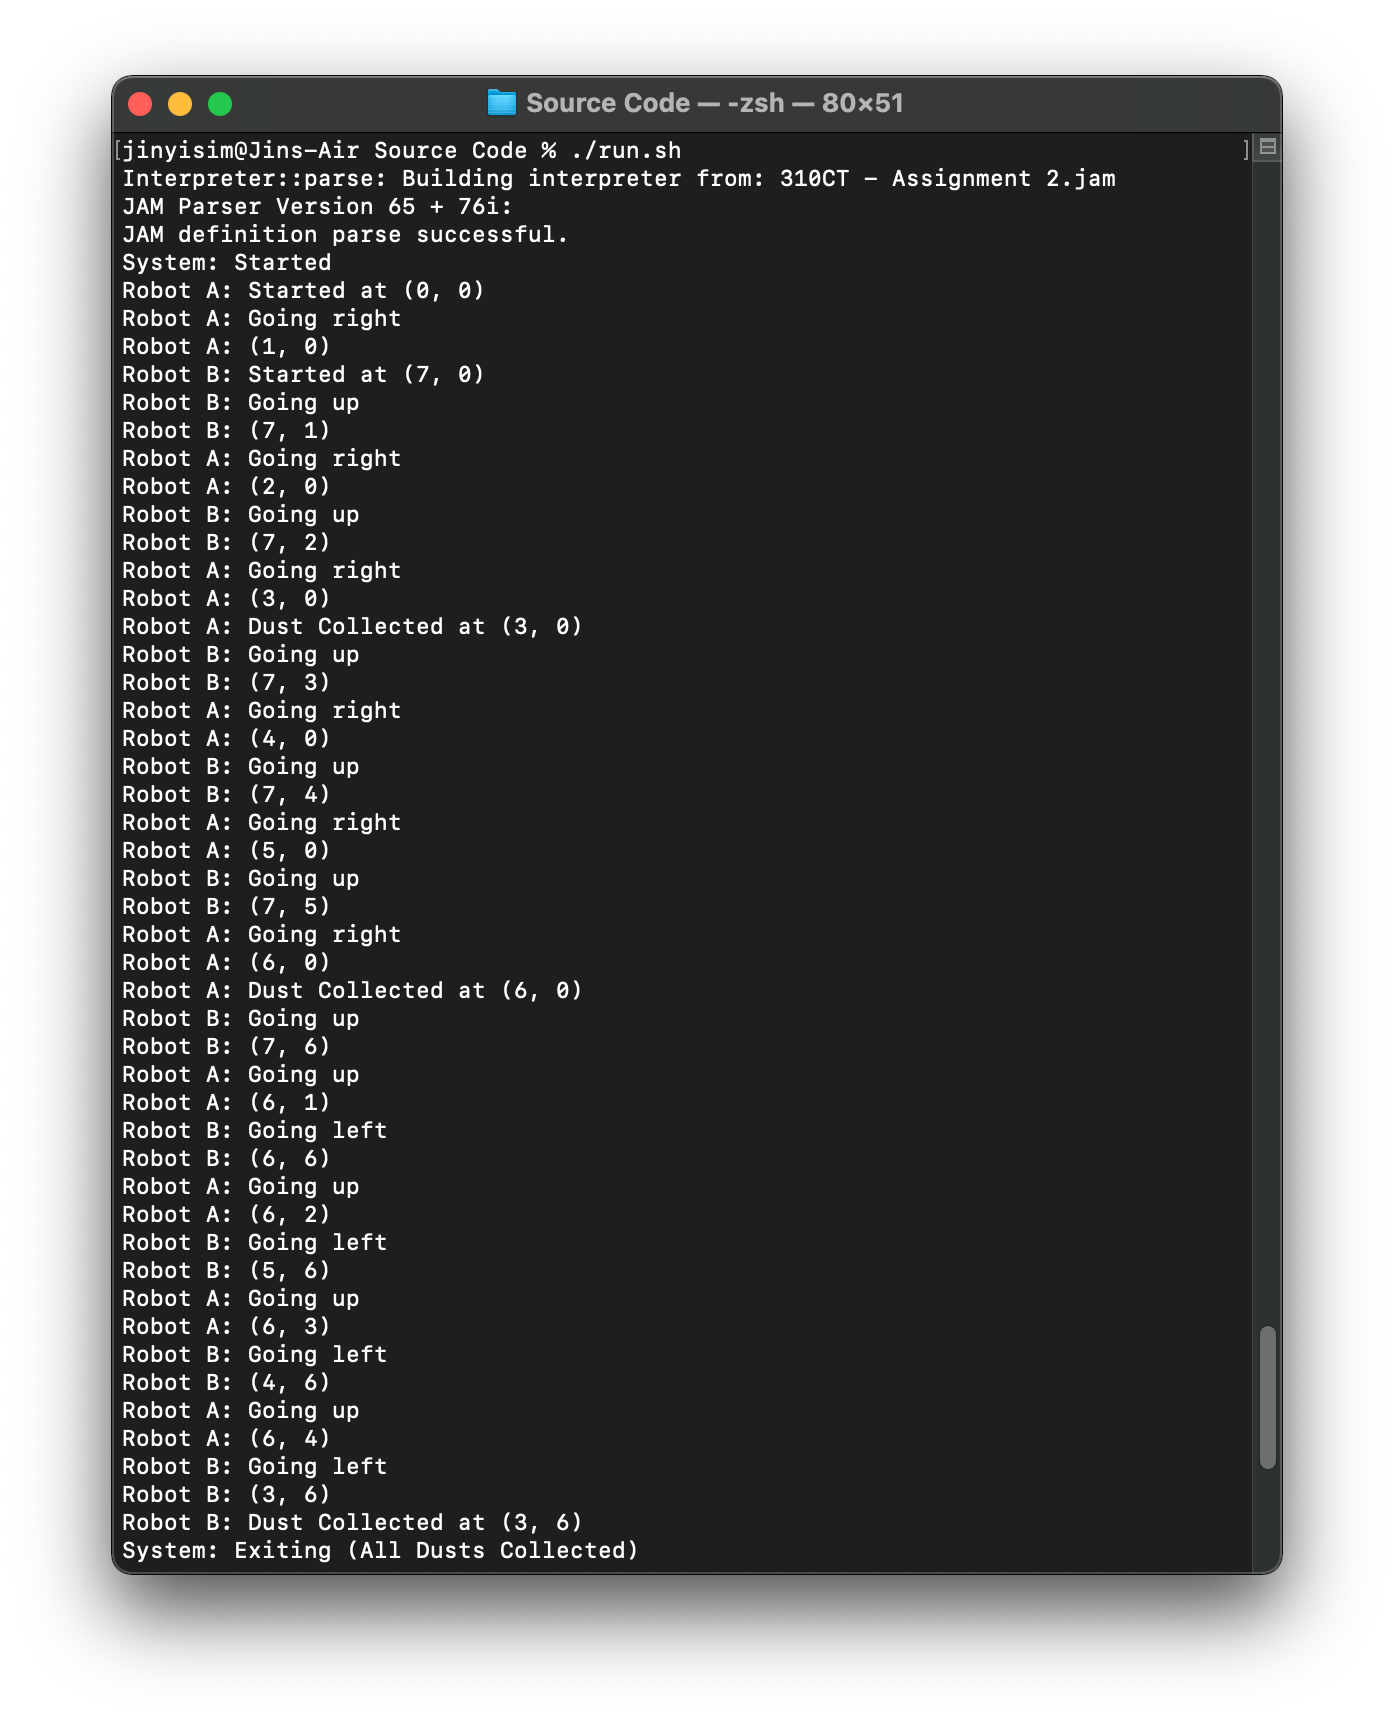 Source Code — -zsh — 80×51
[jinyisim@Jins-Air Source Code % ./run.sh ]
Interpreter::parse: Building interpreter from: 310CT - Assignment 2.jam
JAM Parser Version 65 + 76i:
JAM definition parse successful.
System: Started
Robot A: Started at (0, 0)
Robot A: Going right
Robot A: (1, 0)
Robot B: Started at (7, 0)
Robot B: Going up
Robot B: (7, 1)
Robot A: Going right
Robot A: (2, 0)
Robot B: Going up
Robot B: (7, 2)
Robot A: Going right
Robot A: (3, 0)
Robot A: Dust Collected at (3, 0)
Robot B: Going up
Robot B: (7, 3)
Robot A: Going right
Robot A: (4, 0)
Robot B: Going up
Robot B: (7, 4)
Robot A: Going right
Robot A: (5, 0)
Robot B: Going up
Robot B: (7, 5)
Robot A: Going right
Robot A: (6, 0)
Robot A: Dust Collected at (6, 0)
Robot B: Going up
Robot B: (7, 6)
Robot A: Going up
Robot A: (6, 1)
Robot B: Going left
Robot B: (6, 6)
Robot A: Going up
Robot A: (6, 2)
Robot B: Going left
Robot B: (5, 6)
Robot A: Going up
Robot A: (6, 3)
Robot B: Going left
Robot B: (4, 6)
Robot A: Going up
Robot A: (6, 4)
Robot B: Going left
Robot B: (3, 6)
Robot B: Dust Collected at (3, 6)
System: Exiting (All Dusts Collected)